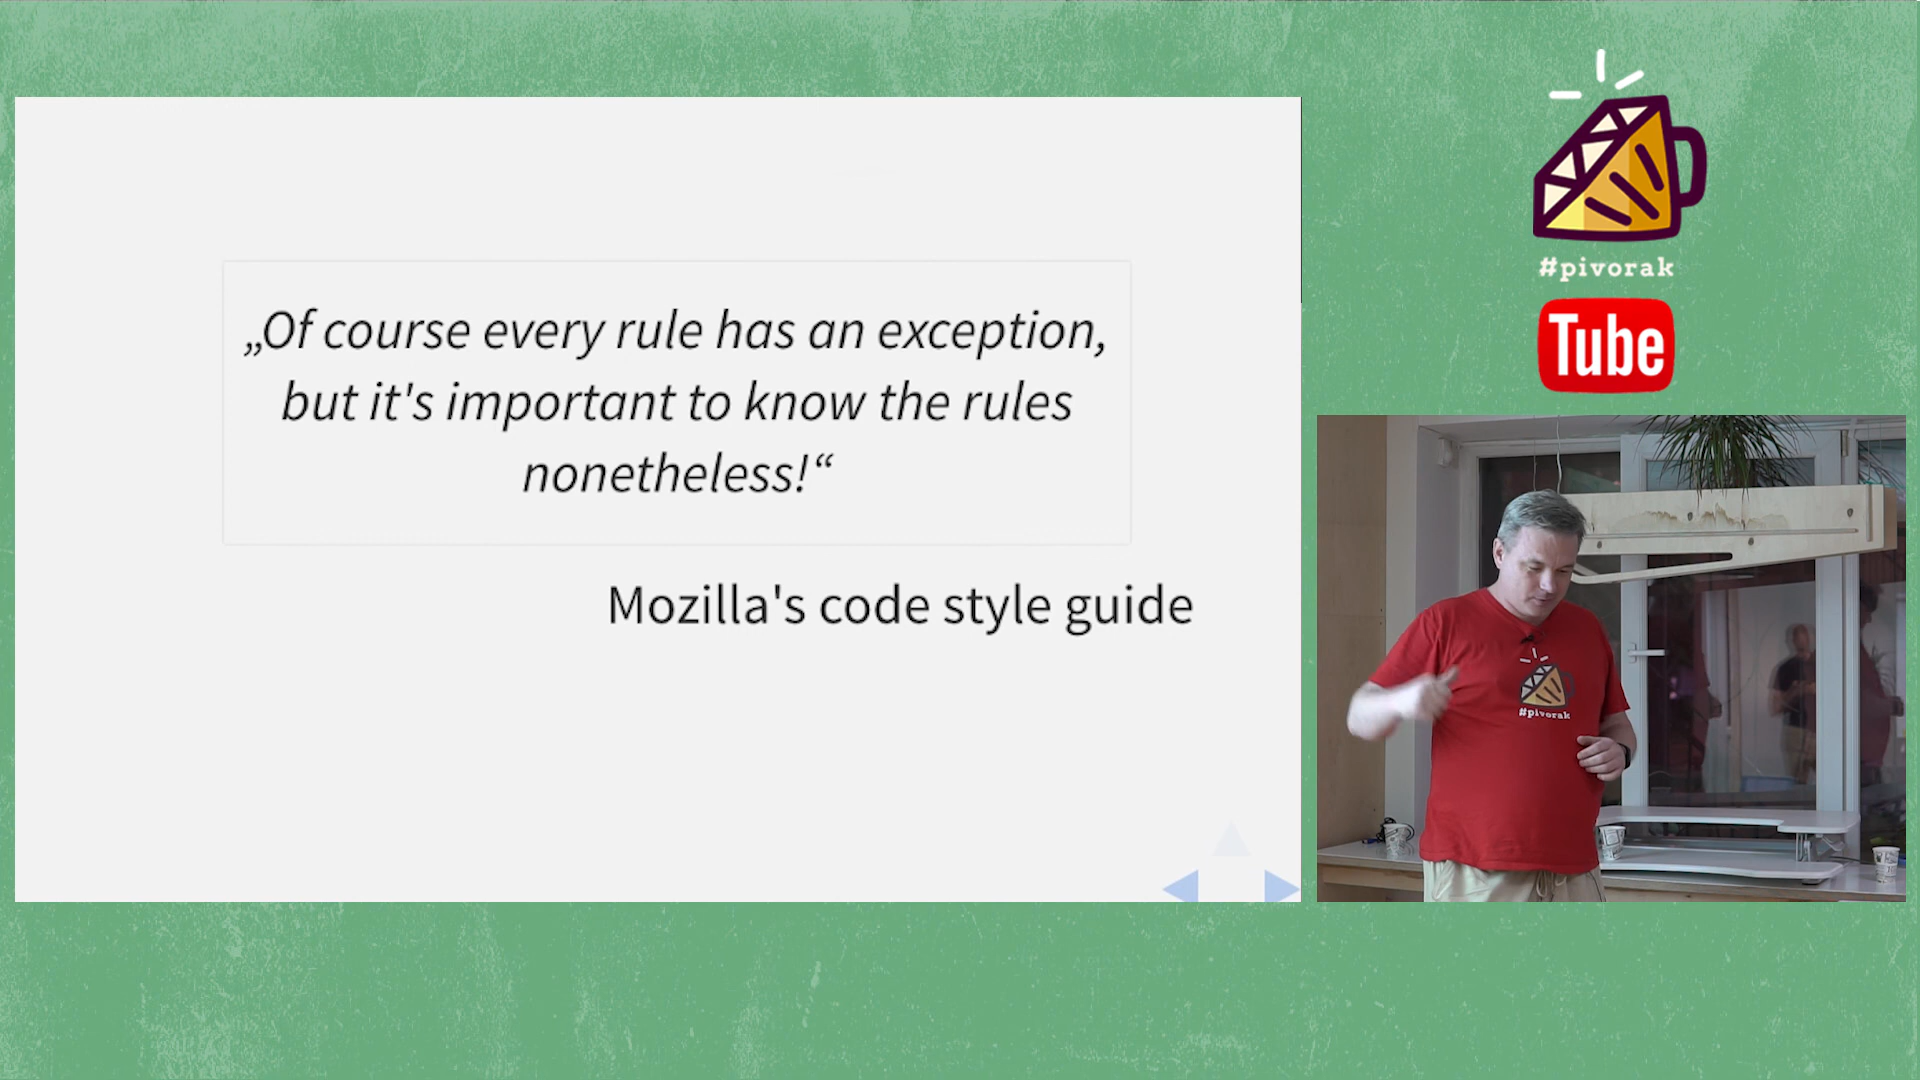 „Of course every rule has an exception,
but it's important to know the rules
nonetheless!“
Mozilla's code style guide
#pivorak
Tube
#pivorak